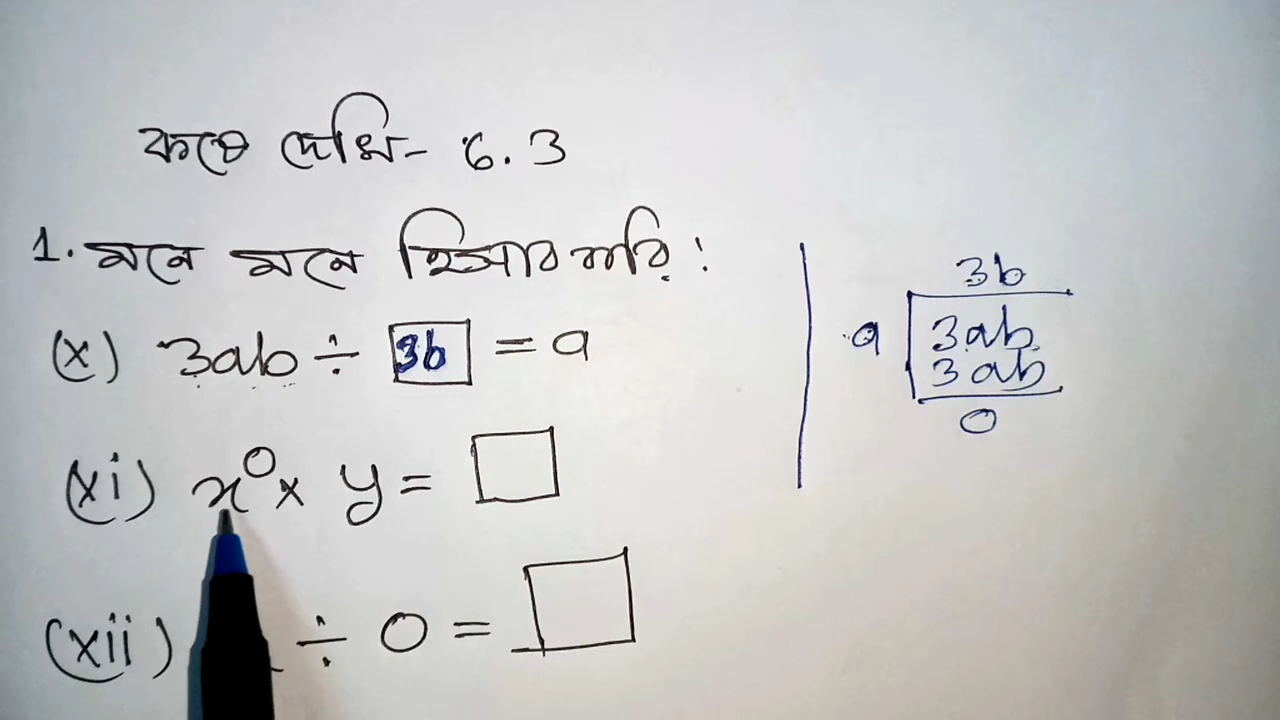 কষে দেখি- 6.3
1. মনে মনে হিসাব করি:
(x) 3ab ÷ 3b = a
(xi) x⁰ × y =
(xii) ÷ 0 =
3b
a 3ab
3ab
0